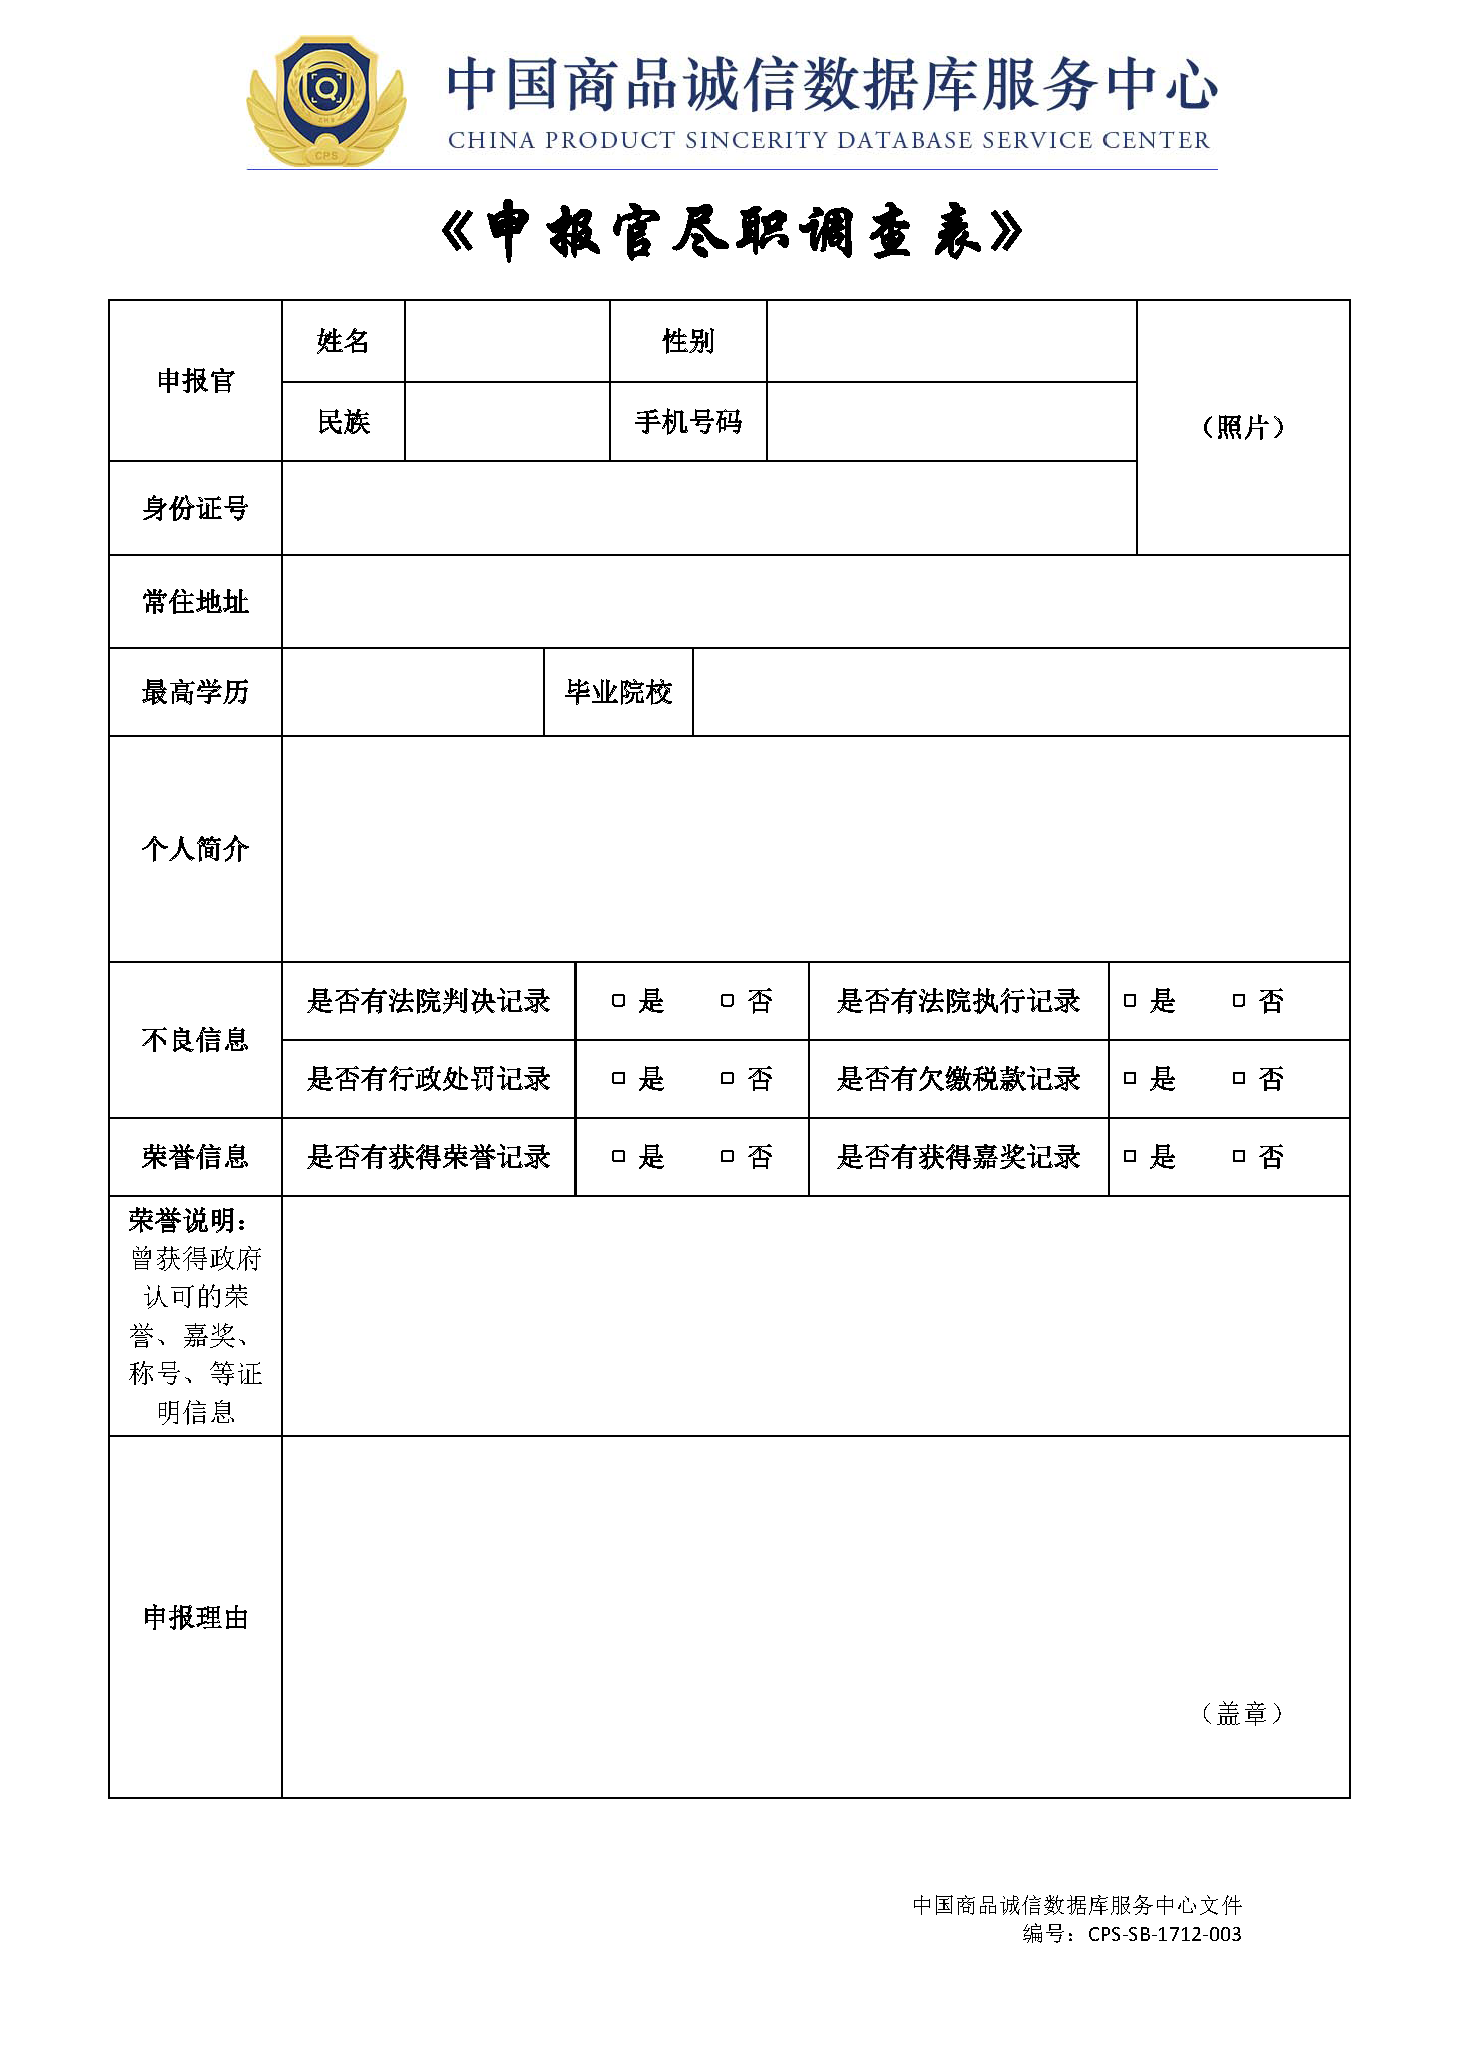 中国商品诚信数据库服务中心
CHINA PRODUCT SINCERITY DATABASE SERVICE CENTER
CPS
《申报官尽职调查表》
申报官 姓名 性别 （照片）
民族 手机号码
身份证号
常住地址
最高学历 毕业院校
个人简介
不良信息 是否有法院判决记录 □ 是 □ 否 是否有法院执行记录 □ 是 □ 否
是否有行政处罚记录 □ 是 □ 否 是否有欠缴税款记录 □ 是 □ 否
荣誉信息 是否有获得荣誉记录 □ 是 □ 否 是否有获得嘉奖记录 □ 是 □ 否
荣誉说明：
曾获得政府
认可的荣
誉、嘉奖、
称号、等证
明信息
申报理由
（盖章）
中国商品诚信数据库服务中心文件
编号：CPS-SB-1712-003